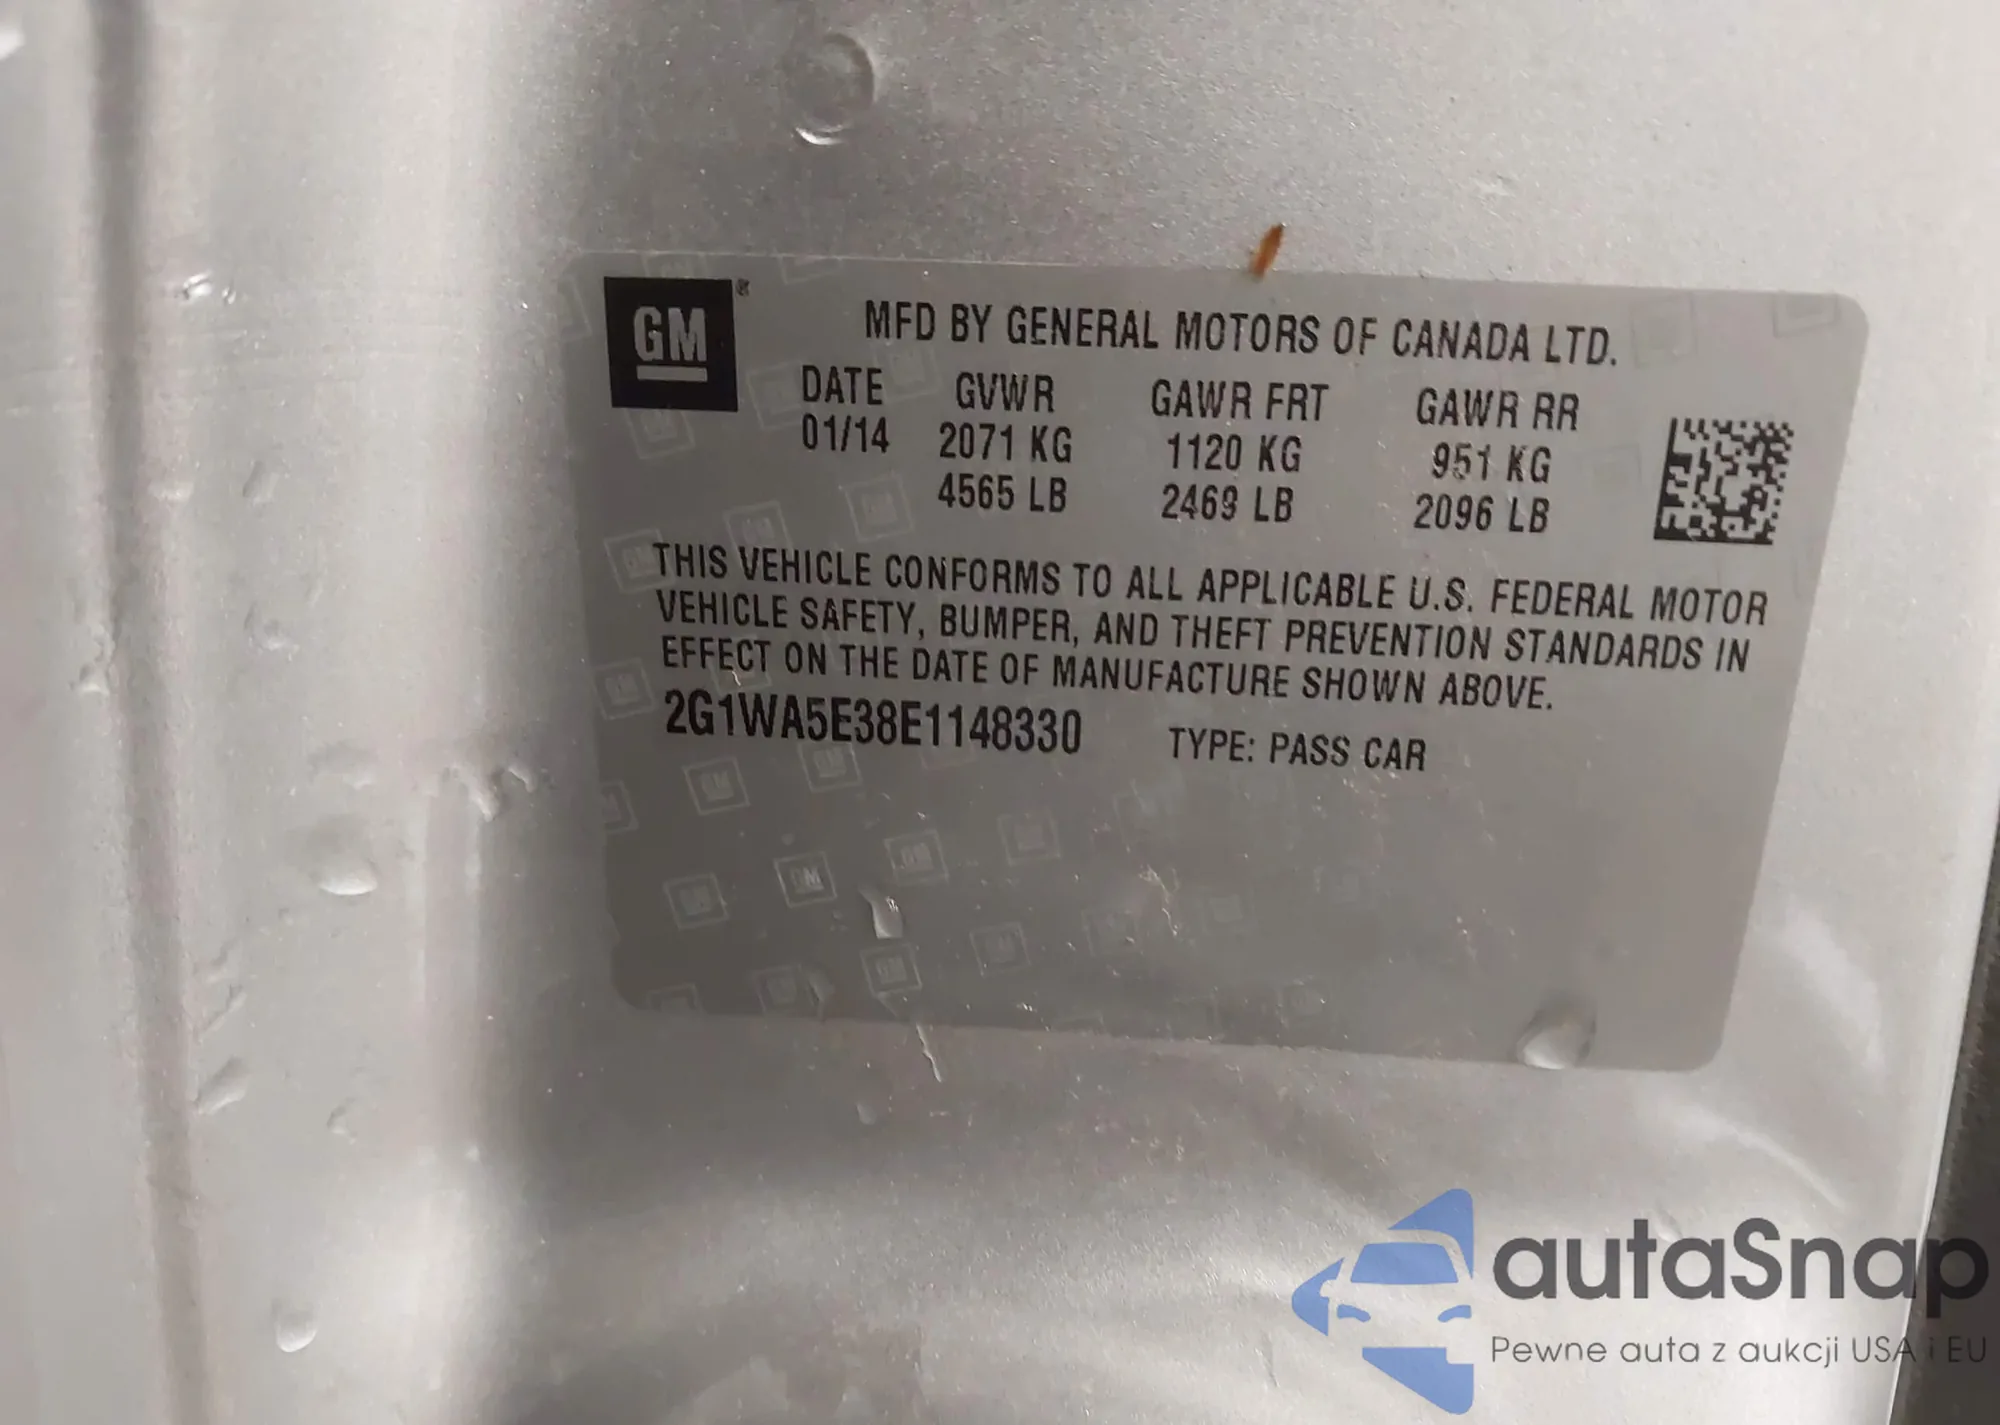 GM ®
MFD BY GENERAL MOTORS OF CANADA LTD.
DATE GVWR GAWR FRT GAWR RR
01/14 2071 KG 1120 KG 951 KG
4565 LB 2469 LB 2096 LB
THIS VEHICLE CONFORMS TO ALL APPLICABLE U.S. FEDERAL MOTOR
VEHICLE SAFETY, BUMPER, AND THEFT PREVENTION STANDARDS IN
EFFECT ON THE DATE OF MANUFACTURE SHOWN ABOVE.
2G1WA5E38E1148330 TYPE: PASS CAR
autaSnap
Pewne auta z aukcji USA i EU